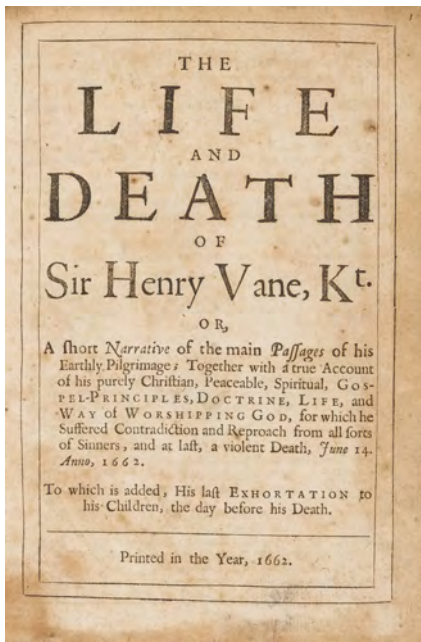 THE
LIFE
AND
DEATH
OF
Sir Henry Vane, Kt.
OR,
A ſhort Narrative of the main Paſſages of his
Earthly Pilgrimage; Together with a true Account
of his purely Chriſtian, Peaceable, Spiritual, GOS-
PEL-PRINCIPLES, DOCTRINE, LIFE, and
WAY of WORSHIPPING GOD, for which he
Suffered Contradiction and Reproach from all ſorts
of Sinners, and at laſt, a violent Death, June 14.
Anno, 1662.
To which is added, His laſt EXHORTATION to
his Children, the day before his Death.
Printed in the Year, 1662.